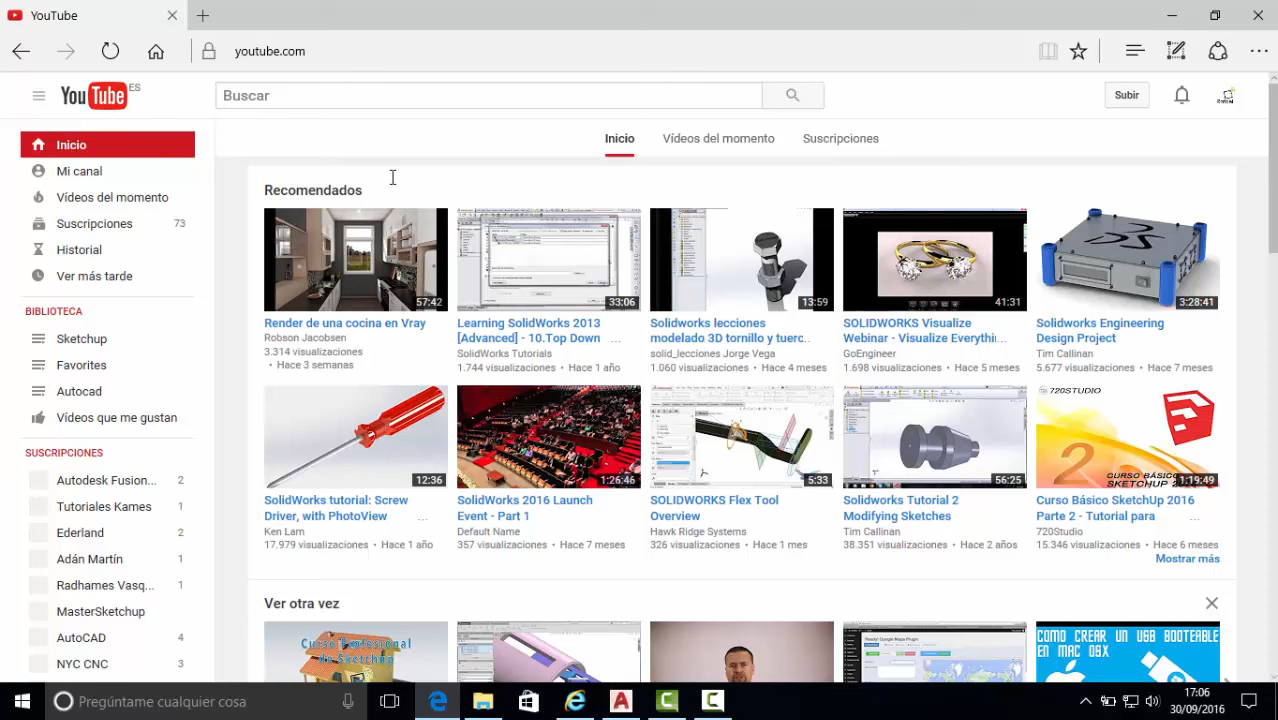 YouTube
youtube.com
YouTube ES
Buscar
Subir
Inicio
Vídeos del momento
Suscripciones
Inicio
Mi canal
Vídeos del momento
Suscripciones 73
Historial
Ver más tarde
BIBLIOTECA
Sketchup
Favorites
Autocad
Vídeos que me gustan
SUSCRIPCIONES
Autodesk Fusion... 2
Tutoriales Kames 1
Ederland 2
Adán Martín 1
Radhames Vasq... 1
MasterSketchup
AutoCAD 4
NYC CNC 3
Recomendados
57:42
Render de una cocina en Vray
Robson Jacobsen
3.314 visualizaciones
• Hace 3 semanas
33:06
Learning SolidWorks 2013
[Advanced] - 10.Top Down ...
SolidWorks Tutorials
1.744 visualizaciones • Hace 1 año
13:59
Solidworks lecciones
modelado 3D tornillo y tuerc..
solid_lecciones Jorge Vega
1.060 visualizaciones • Hace 4 meses
41:31
SOLIDWORKS Visualize
Webinar - Visualize Everythi...
GoEngineer
1.698 visualizaciones • Hace 5 meses
3:28:41
Solidworks Engineering
Design Project
Tim Callinan
5.677 visualizaciones • Hace 7 meses
12:36
SolidWorks tutorial: Screw
Driver, with PhotoView ...
Ken Lam
17.979 visualizaciones • Hace 1 año
1:26:46
SolidWorks 2016 Launch
Event - Part 1
Default Name
357 visualizaciones • Hace 7 meses
5:33
SOLIDWORKS Flex Tool
Overview
Hawk Ridge Systems
326 visualizaciones • Hace 1 mes
56:25
Solidworks Tutorial 2
Modifying Sketches
Tim Callinan
38.351 visualizaciones • Hace 2 años
720STUDIO
2
CURSO BÁSICO
SKETCHUP 2016
1:19:49
Curso Básico SketchUp 2016
Parte 2 - Tutorial para ...
720Studio
15.346 visualizaciones • Hace 6 meses
Mostrar más
Ver otra vez
Curso Profesional
de Sketchup
COMO CREAR UN USB BOOTEABLE
EN MAC OSX
Pregúntame cualquier cosa
17:06
30/09/2016